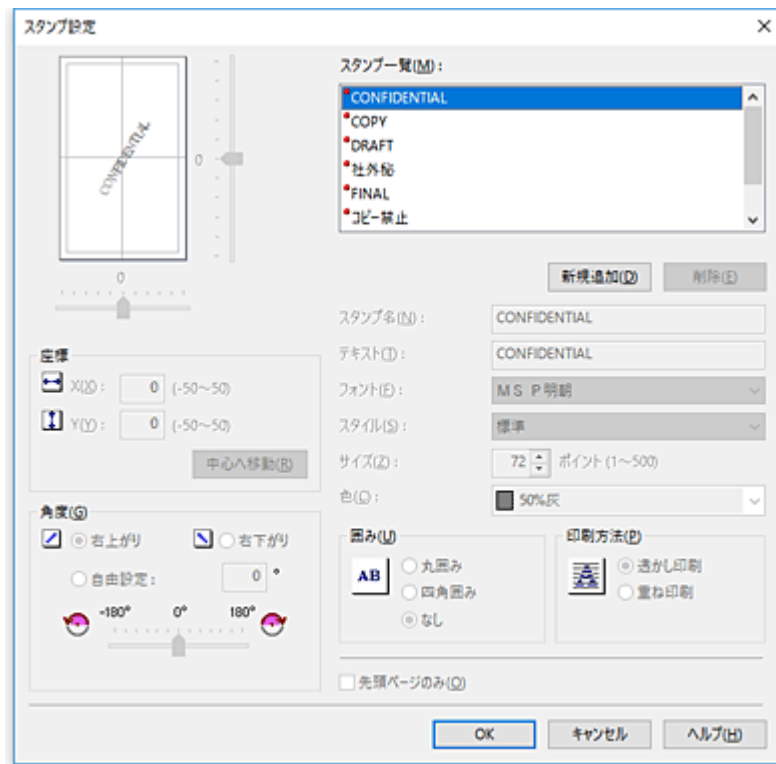 スタンプ設定
CONFIDENTIAL
0
0
座標
X(X): 0 (-50～50)
Y(Y): 0 (-50～50)
中心へ移動(R)
角度(G)
右上がり 右下がり
自由設定: 0 °
-180° 0° 180°
スタンプ一覧(M):
CONFIDENTIAL
COPY
DRAFT
社外秘
FINAL
コピー禁止
新規追加(D) 削除(E)
スタンプ名(N): CONFIDENTIAL
テキスト(T): CONFIDENTIAL
フォント(F): ＭＳ Ｐ明朝
スタイル(S): 標準
サイズ(Z): 72 ポイント (1～500)
色(C): 50%灰
囲み(U)
AB
丸囲み
四角囲み
なし
印刷方法(P)
A
透かし印刷
重ね印刷
先頭ページのみ(O)
OK キャンセル ヘルプ(H)